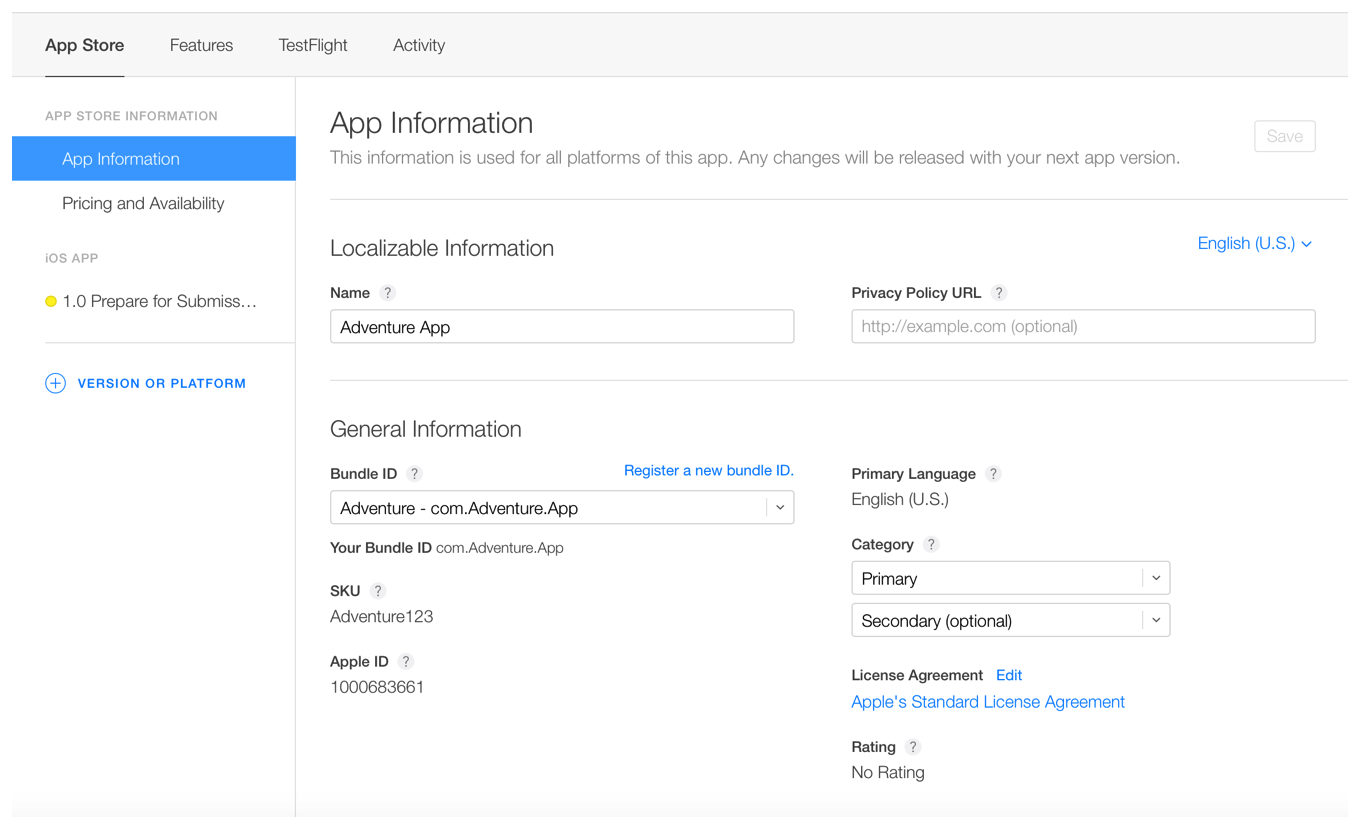 App Store Features TestFlight Activity
APP STORE INFORMATION
App Information
Pricing and Availability
iOS APP
1.0 Prepare for Submiss…
VERSION OR PLATFORM
App Information
Save
This information is used for all platforms of this app. Any changes will be released with your next app version.
Localizable Information
English (U.S.)
Name ?
Adventure App
Privacy Policy URL ?
http://example.com (optional)
General Information
Bundle ID ?
Register a new bundle ID.
Adventure - com.Adventure.App
Your Bundle ID com.Adventure.App
SKU ?
Adventure123
Apple ID ?
1000683661
Primary Language ?
English (U.S.)
Category ?
Primary
Secondary (optional)
License Agreement Edit
Apple's Standard License Agreement
Rating ?
No Rating